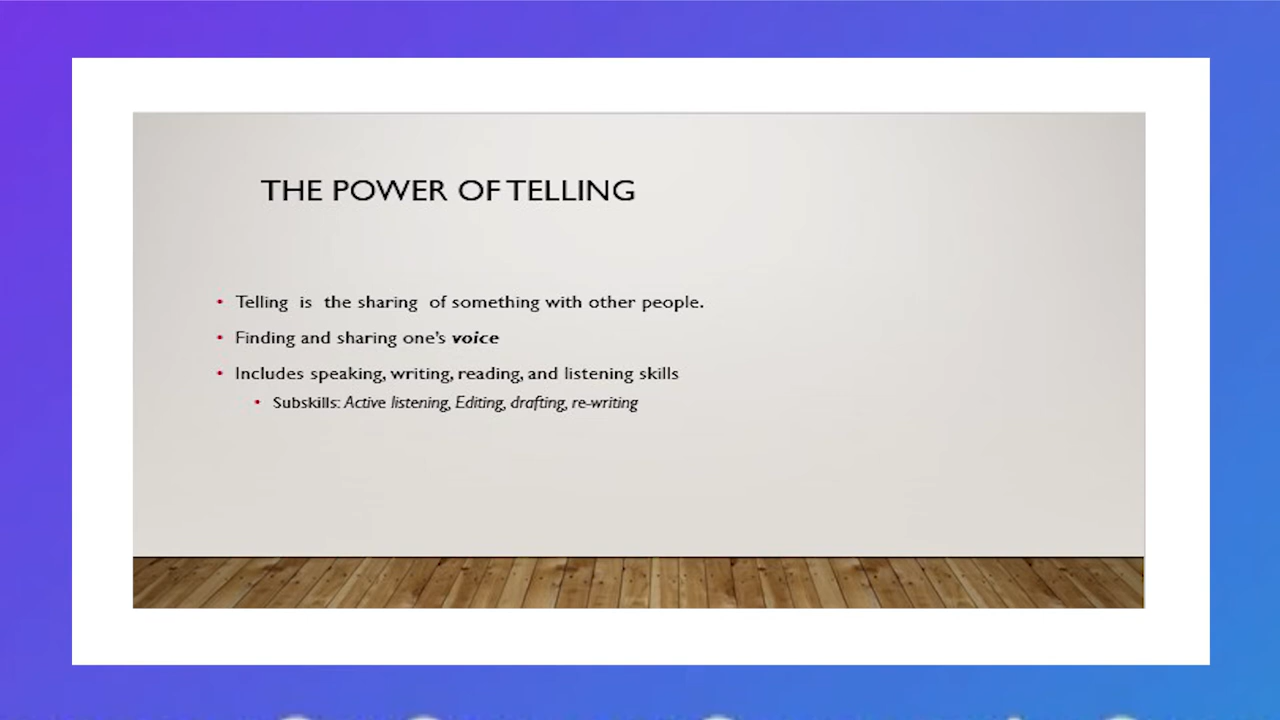 THE POWER OF TELLING
• Telling is the sharing of something with other people.
• Finding and sharing one's voice
• Includes speaking, writing, reading, and listening skills
• Subskills: Active listening, Editing, drafting, re-writing